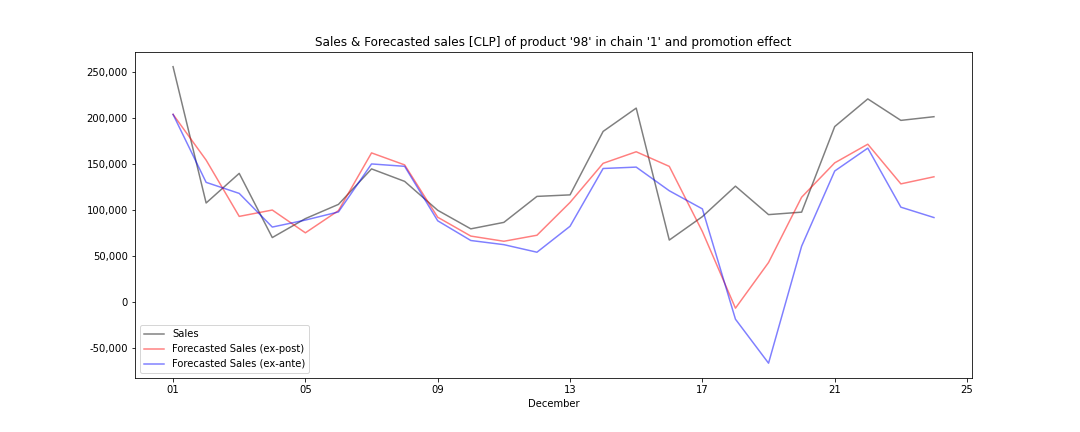 Sales & Forecasted sales [CLP] of product '98' in chain '1' and promotion effect
250,000
200,000
150,000
100,000
50,000
0
-50,000
Sales
Forecasted Sales (ex-post)
Forecasted Sales (ex-ante)
01 05 09 13 17 21 25
December